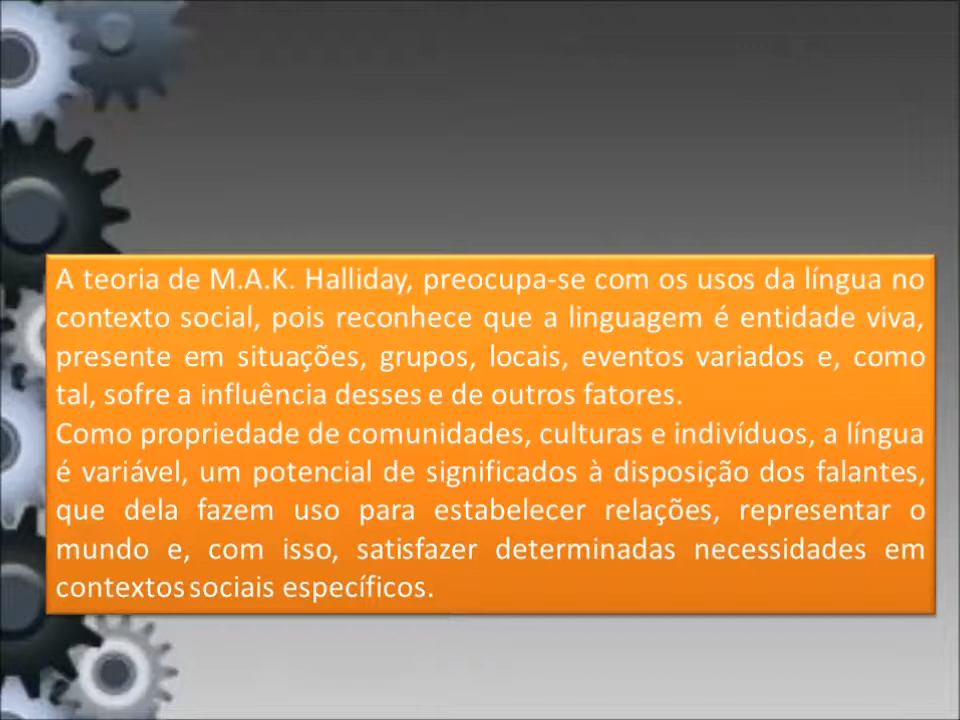 A teoria de M.A.K. Halliday, preocupa-se com os usos da língua no
contexto social, pois reconhece que a linguagem é entidade viva,
presente em situações, grupos, locais, eventos variados e, como
tal, sofre a influência desses e de outros fatores.
Como propriedade de comunidades, culturas e indivíduos, a língua
é variável, um potencial de significados à disposição dos falantes,
que dela fazem uso para estabelecer relações, representar o
mundo e, com isso, satisfazer determinadas necessidades em
contextos sociais específicos.